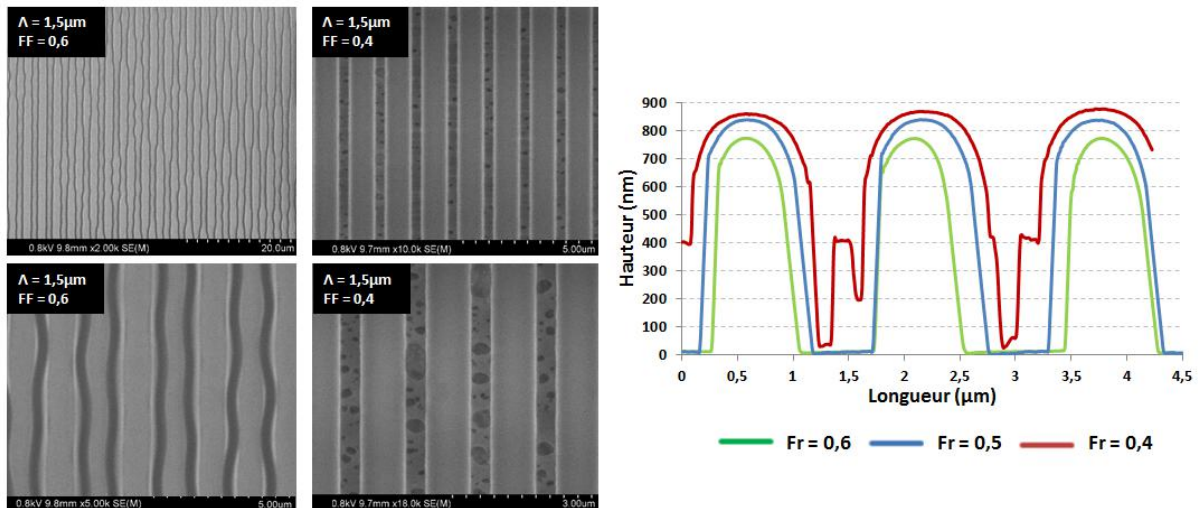 Λ = 1,5µm
FF = 0,6
0.8kV 9.8mm x2.00k SE(M)
20.0um
Λ = 1,5µm
FF = 0,4
0.8kV 9.7mm x10.0k SE(M)
5.00um
Λ = 1,5µm
FF = 0,6
0.8kV 9.8mm x5.00k SE(M)
5.00um
Λ = 1,5µm
FF = 0,4
0.8kV 9.7mm x18.0k SE(M)
3.00um
Hauteur (nm)
900
800
700
600
500
400
300
200
100
0
0 0,5 1 1,5 2 2,5 3 3,5 4 4,5
Longueur (µm)
Fr = 0,6 Fr = 0,5 Fr = 0,4